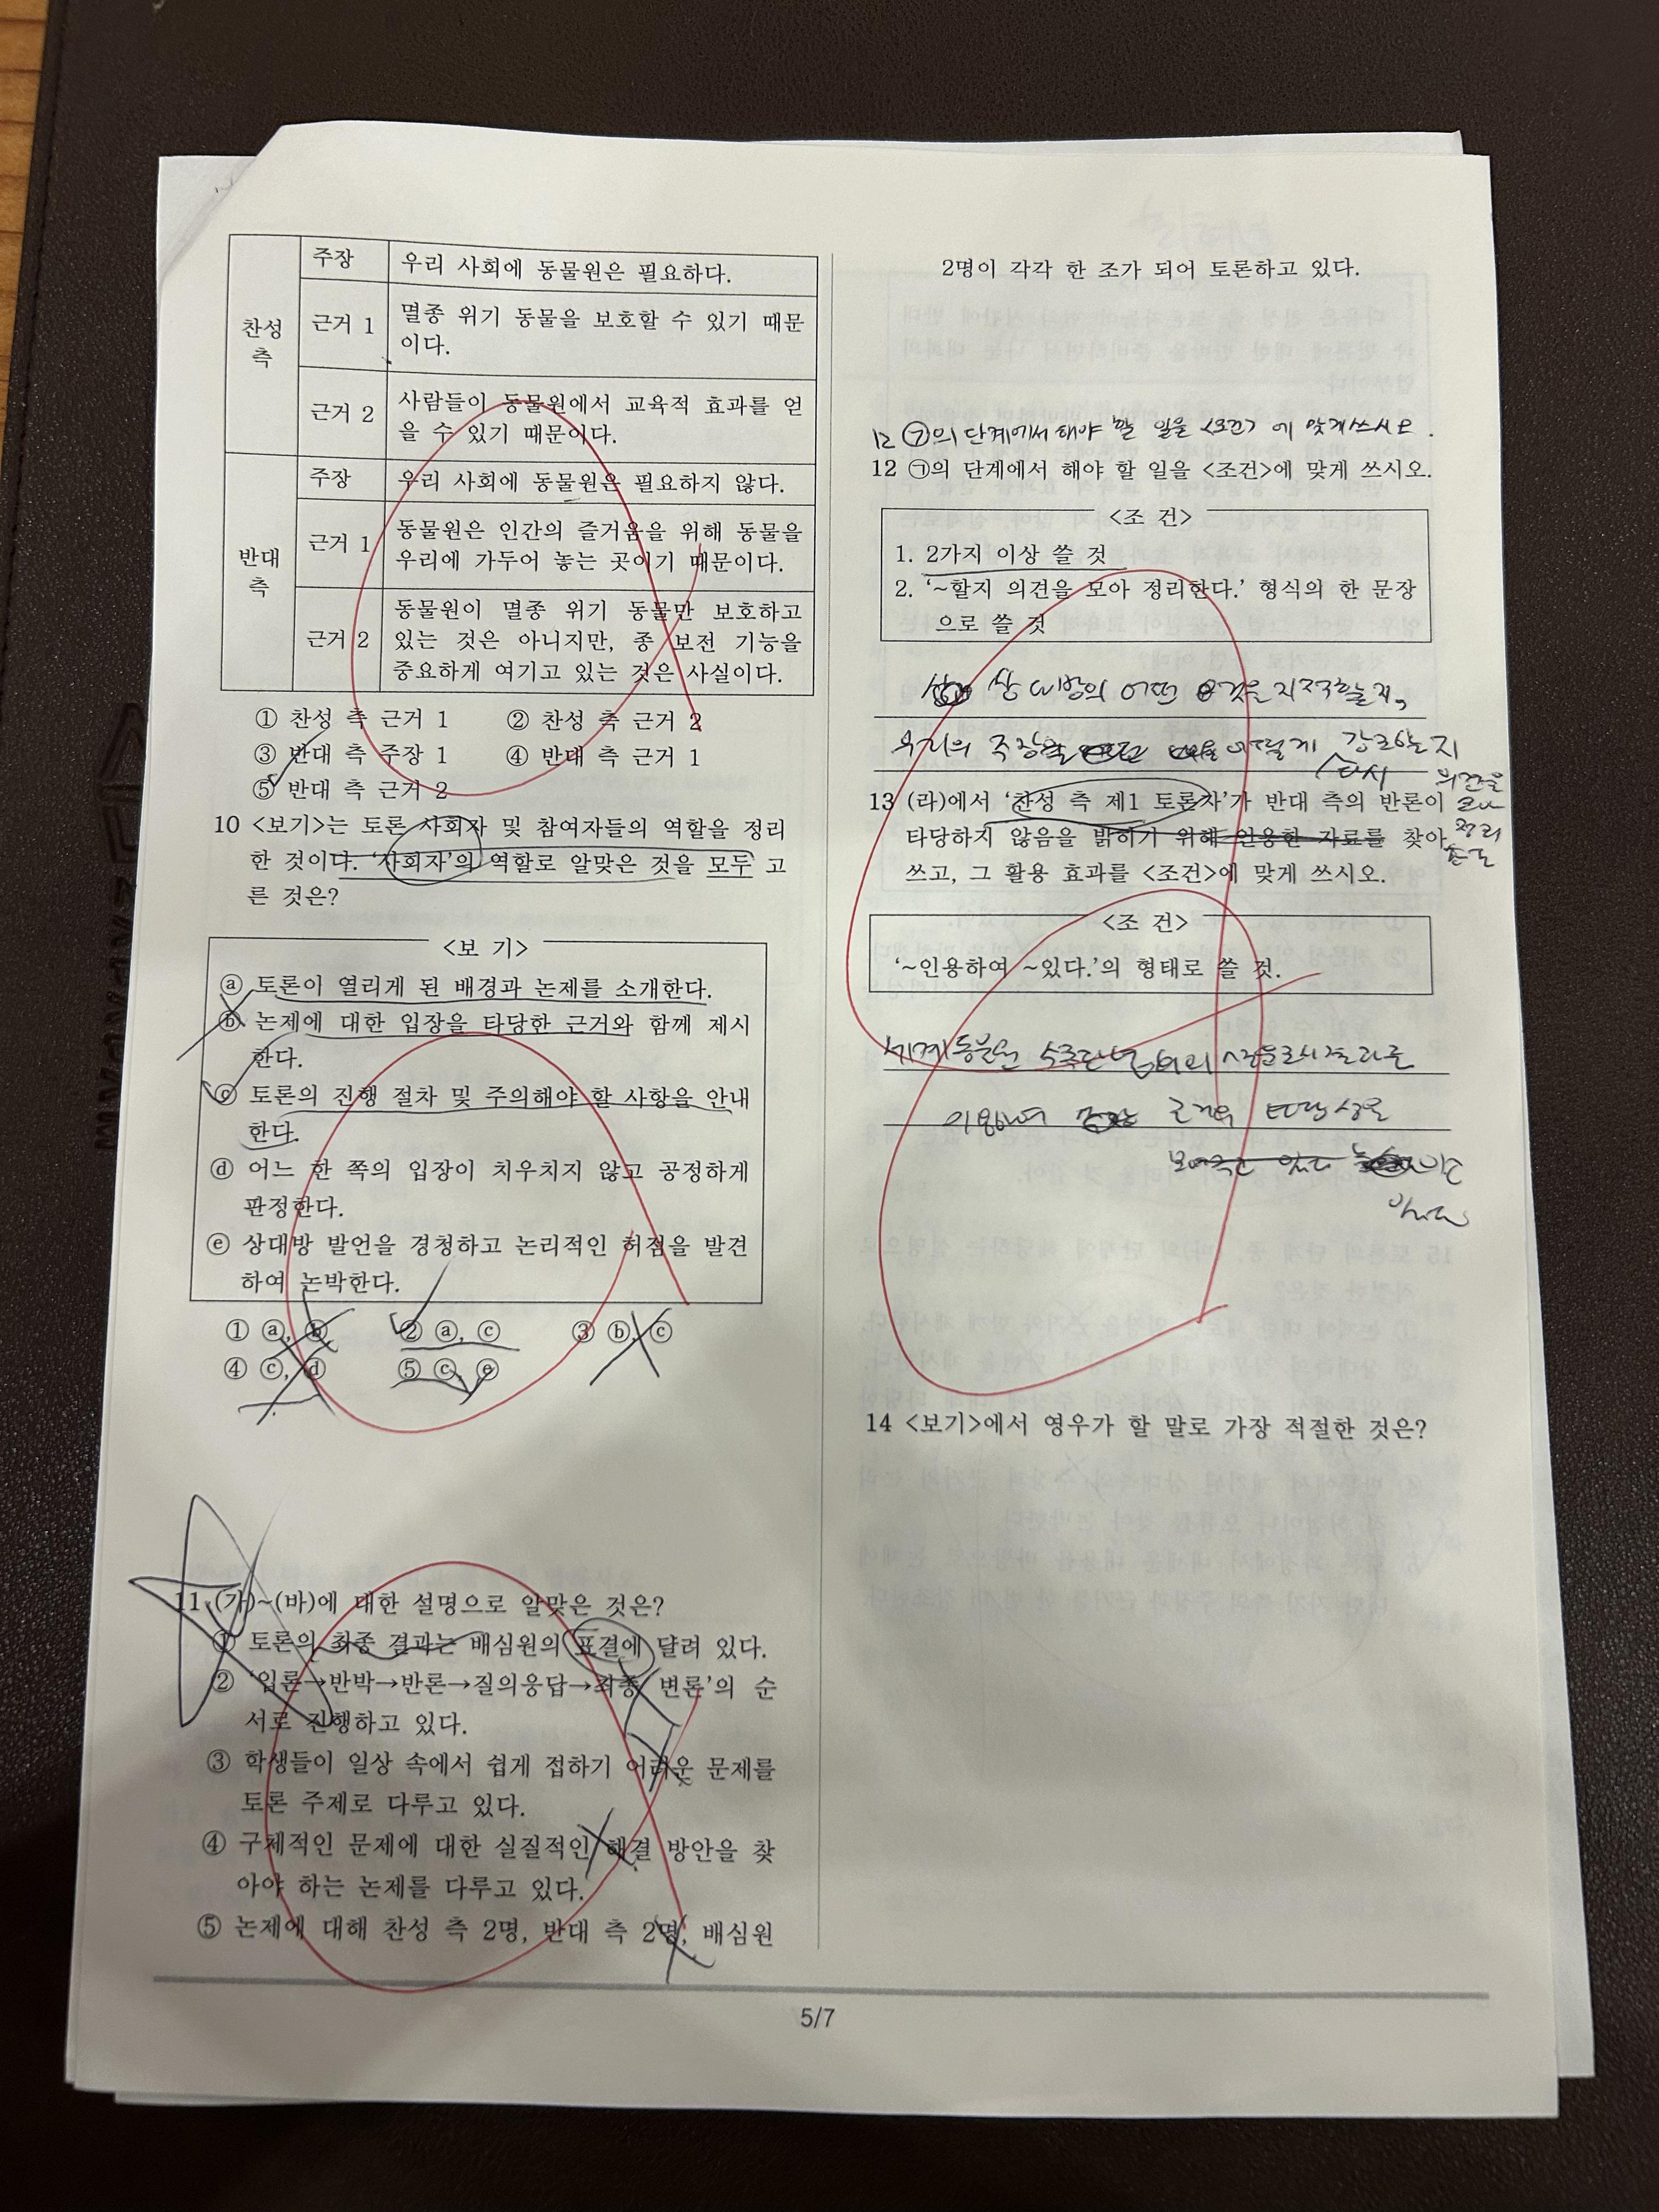 찬성
측
주장
우리 사회에 동물원은 필요하다.
근거 1
멸종 위기 동물을 보호할 수 있기 때문
이다.
근거 2
사람들이 동물원에서 교육적 효과를 얻
을 수 있기 때문이다.
반대
측
주장
우리 사회에 동물원은 필요하지 않다.
근거 1
동물원은 인간의 즐거움을 위해 동물을
우리에 가두어 놓는 곳이기 때문이다.
근거 2
동물원이 멸종 위기 동물만 보호하고
있는 것은 아니지만, 종 보전 기능을
중요하게 여기고 있는 것은 사실이다.
① 찬성 측 근거 1 ② 찬성 측 근거 2
③ 반대 측 주장 1 ④ 반대 측 근거 1
⑤ 반대 측 근거 2
10 <보기>는 토론 사회자 및 참여자들의 역할을 정리
한 것이다. ‘사회자’의 역할로 알맞은 것을 모두 고
른 것은?
<보 기>
ⓐ 토론이 열리게 된 배경과 논제를 소개한다.
ⓑ 논제에 대한 입장을 타당한 근거와 함께 제시
한다.
ⓒ 토론의 진행 절차 및 주의해야 할 사항을 안내
한다.
ⓓ 어느 한 쪽의 입장이 치우치지 않고 공정하게
판정한다.
ⓔ 상대방 발언을 경청하고 논리적인 허점을 발견
하여 논박한다.
① ⓐ, ⓑ ② ⓐ, ⓒ ③ ⓑ, ⓒ
④ ⓒ, ⓓ ⑤ ⓒ, ⓔ
11 (가)~(바)에 대한 설명으로 알맞은 것은?
① 토론의 최종 결과는 배심원의 표결에 달려 있다.
② ‘입론→반박→반론→질의응답→최종 변론’의 순
서로 진행하고 있다.
③ 학생들이 일상 속에서 쉽게 접하기 어려운 문제를
토론 주제로 다루고 있다.
④ 구체적인 문제에 대한 실질적인 해결 방안을 찾
아야 하는 논제를 다루고 있다.
⑤ 논제에 대해 찬성 측 2명, 반대 측 2명, 배심원
2명이 각각 한 조가 되어 토론하고 있다.
12 ㉠의 단계에서 해야 할 일을 <조건>에 맞게 쓰시오.
12 ㉠의 단계에서 해야 할 일을 <조건>에 맞게 쓰시오.
<조 건>
1. 2가지 이상 쓸 것
2. ‘~할지 의견을 모아 정리한다.’ 형식의 한 문장
으로 쓸 것
상대방의 어떤 것을 지적할지,
우리의 주장을 어떻게 다시 강조할지
의견을
모아
정리
한다
13 (라)에서 ‘찬성 측 제1 토론자’가 반대 측의 반론이
타당하지 않음을 밝히기 위해 인용한 자료를 찾아
쓰고, 그 활용 효과를 <조건>에 맞게 쓰시오.
<조 건>
‘~인용하여 ~있다.’의 형태로 쓸 것.
세계동물원
인용하여 근거의 타당성을
14 <보기>에서 영우가 할 말로 가장 적절한 것은?
5/7